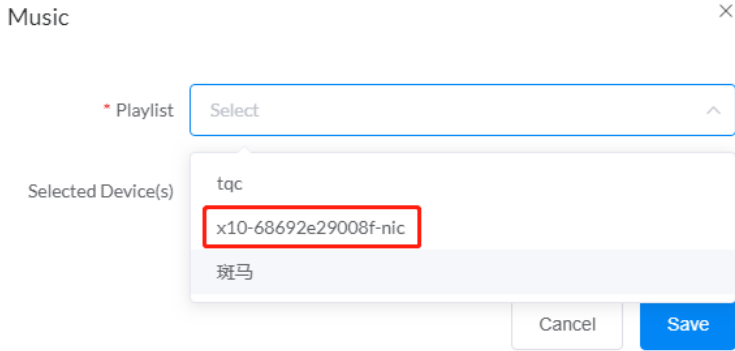 Music
* Playlist
Select
Selected Device(s)
tqc
x10-68692e29008f-nic
斑马
Cancel
Save